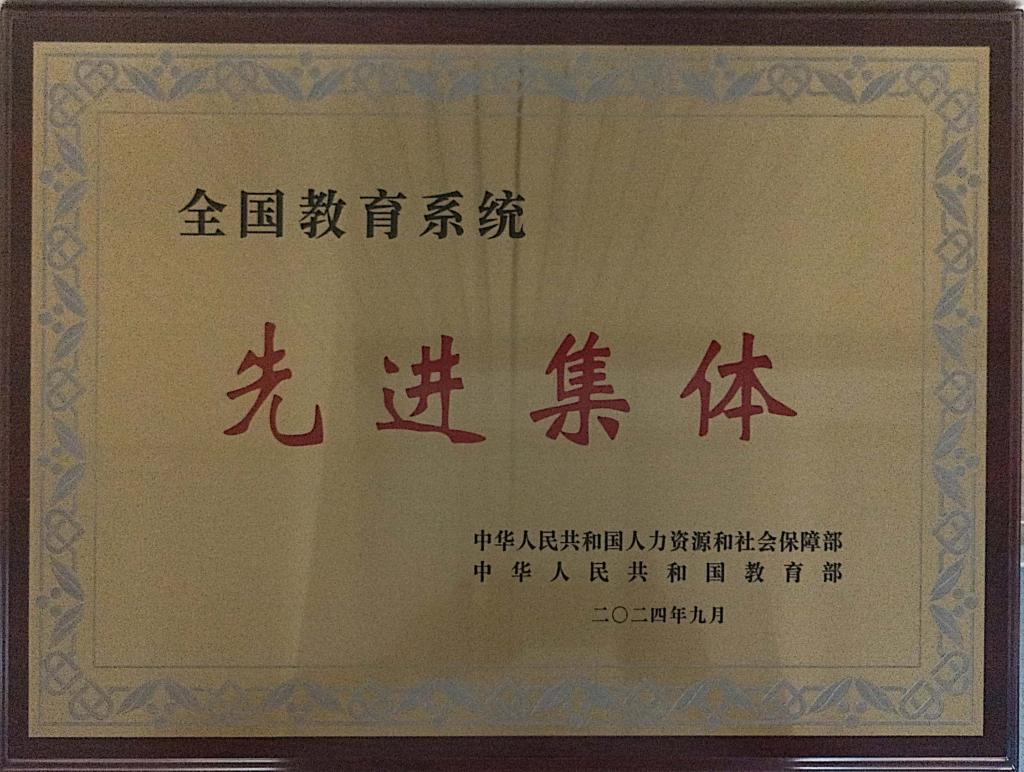 全国教育系统
先进集体
中华人民共和国人力资源和社会保障部
中华人民共和国教育部
二〇二四年九月